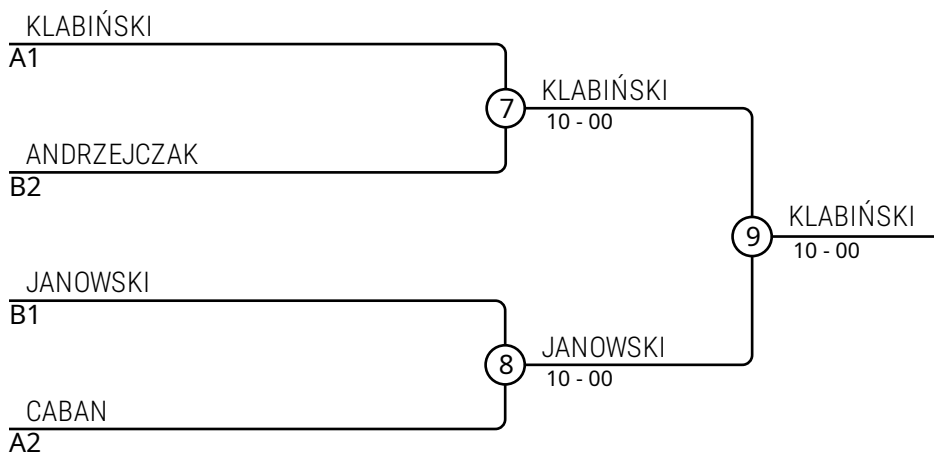 KLABIŃSKI
A1
7
KLABIŃSKI
10 - 00
ANDRZEJCZAK
B2
9
KLABIŃSKI
10 - 00
JANOWSKI
B1
8
JANOWSKI
10 - 00
CABAN
A2